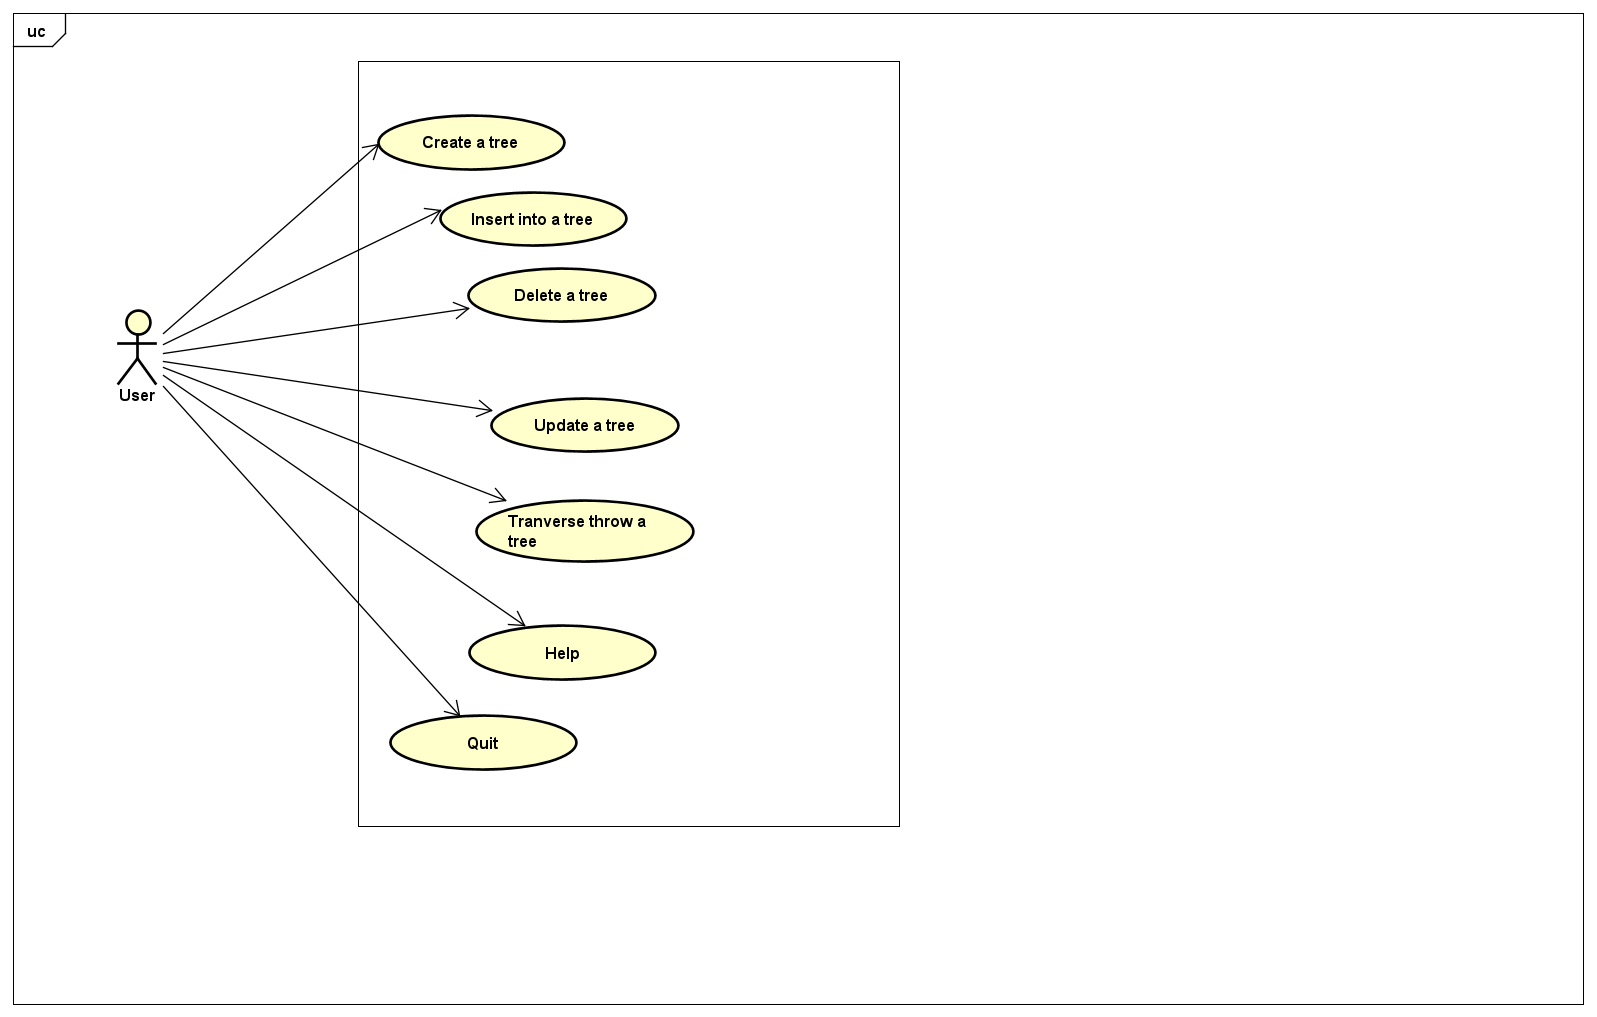 uc
Create a tree
Insert into a tree
Delete a tree
User
Update a tree
Tranverse throw a
tree
Help
Quit